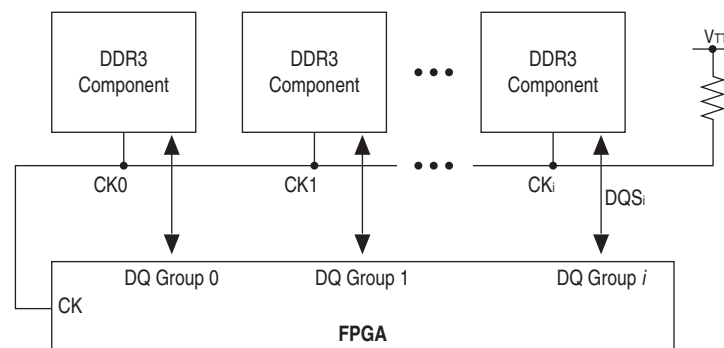 VTT
DDR3
Component
DDR3
Component
DDR3
Component
CK0
CK1
CKi
DQSi
DQ Group 0
DQ Group 1
DQ Group i
CK
FPGA